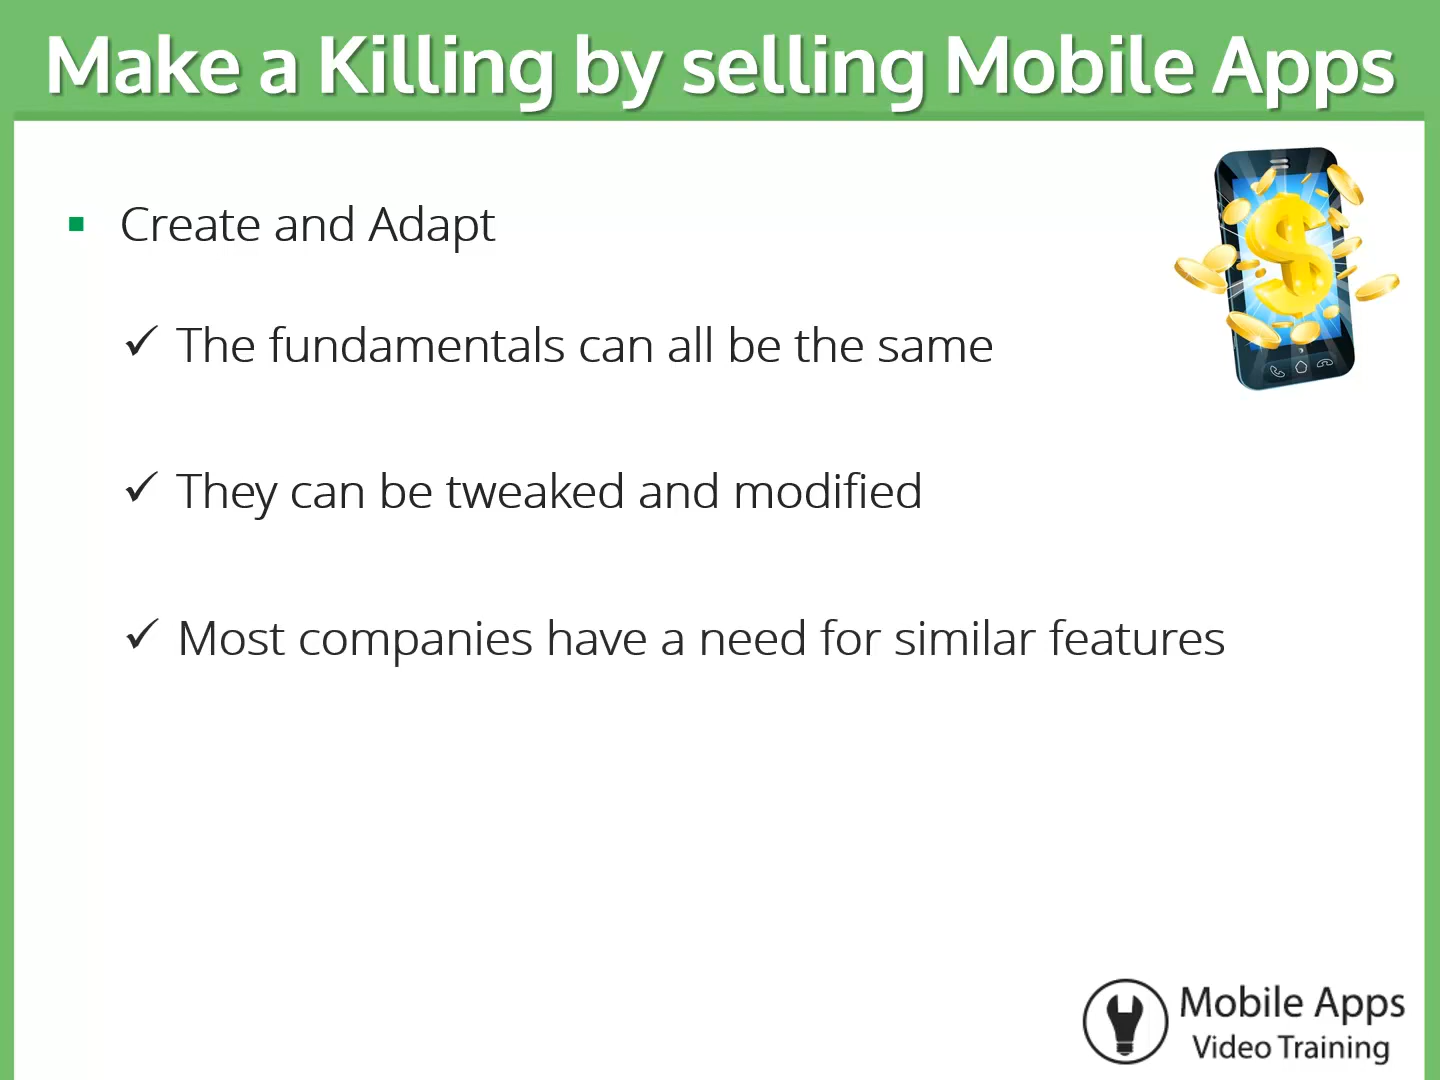 Make a Killing by selling Mobile Apps
Create and Adapt
The fundamentals can all be the same
They can be tweaked and modified
Most companies have a need for similar features
Mobile Apps
Video Training